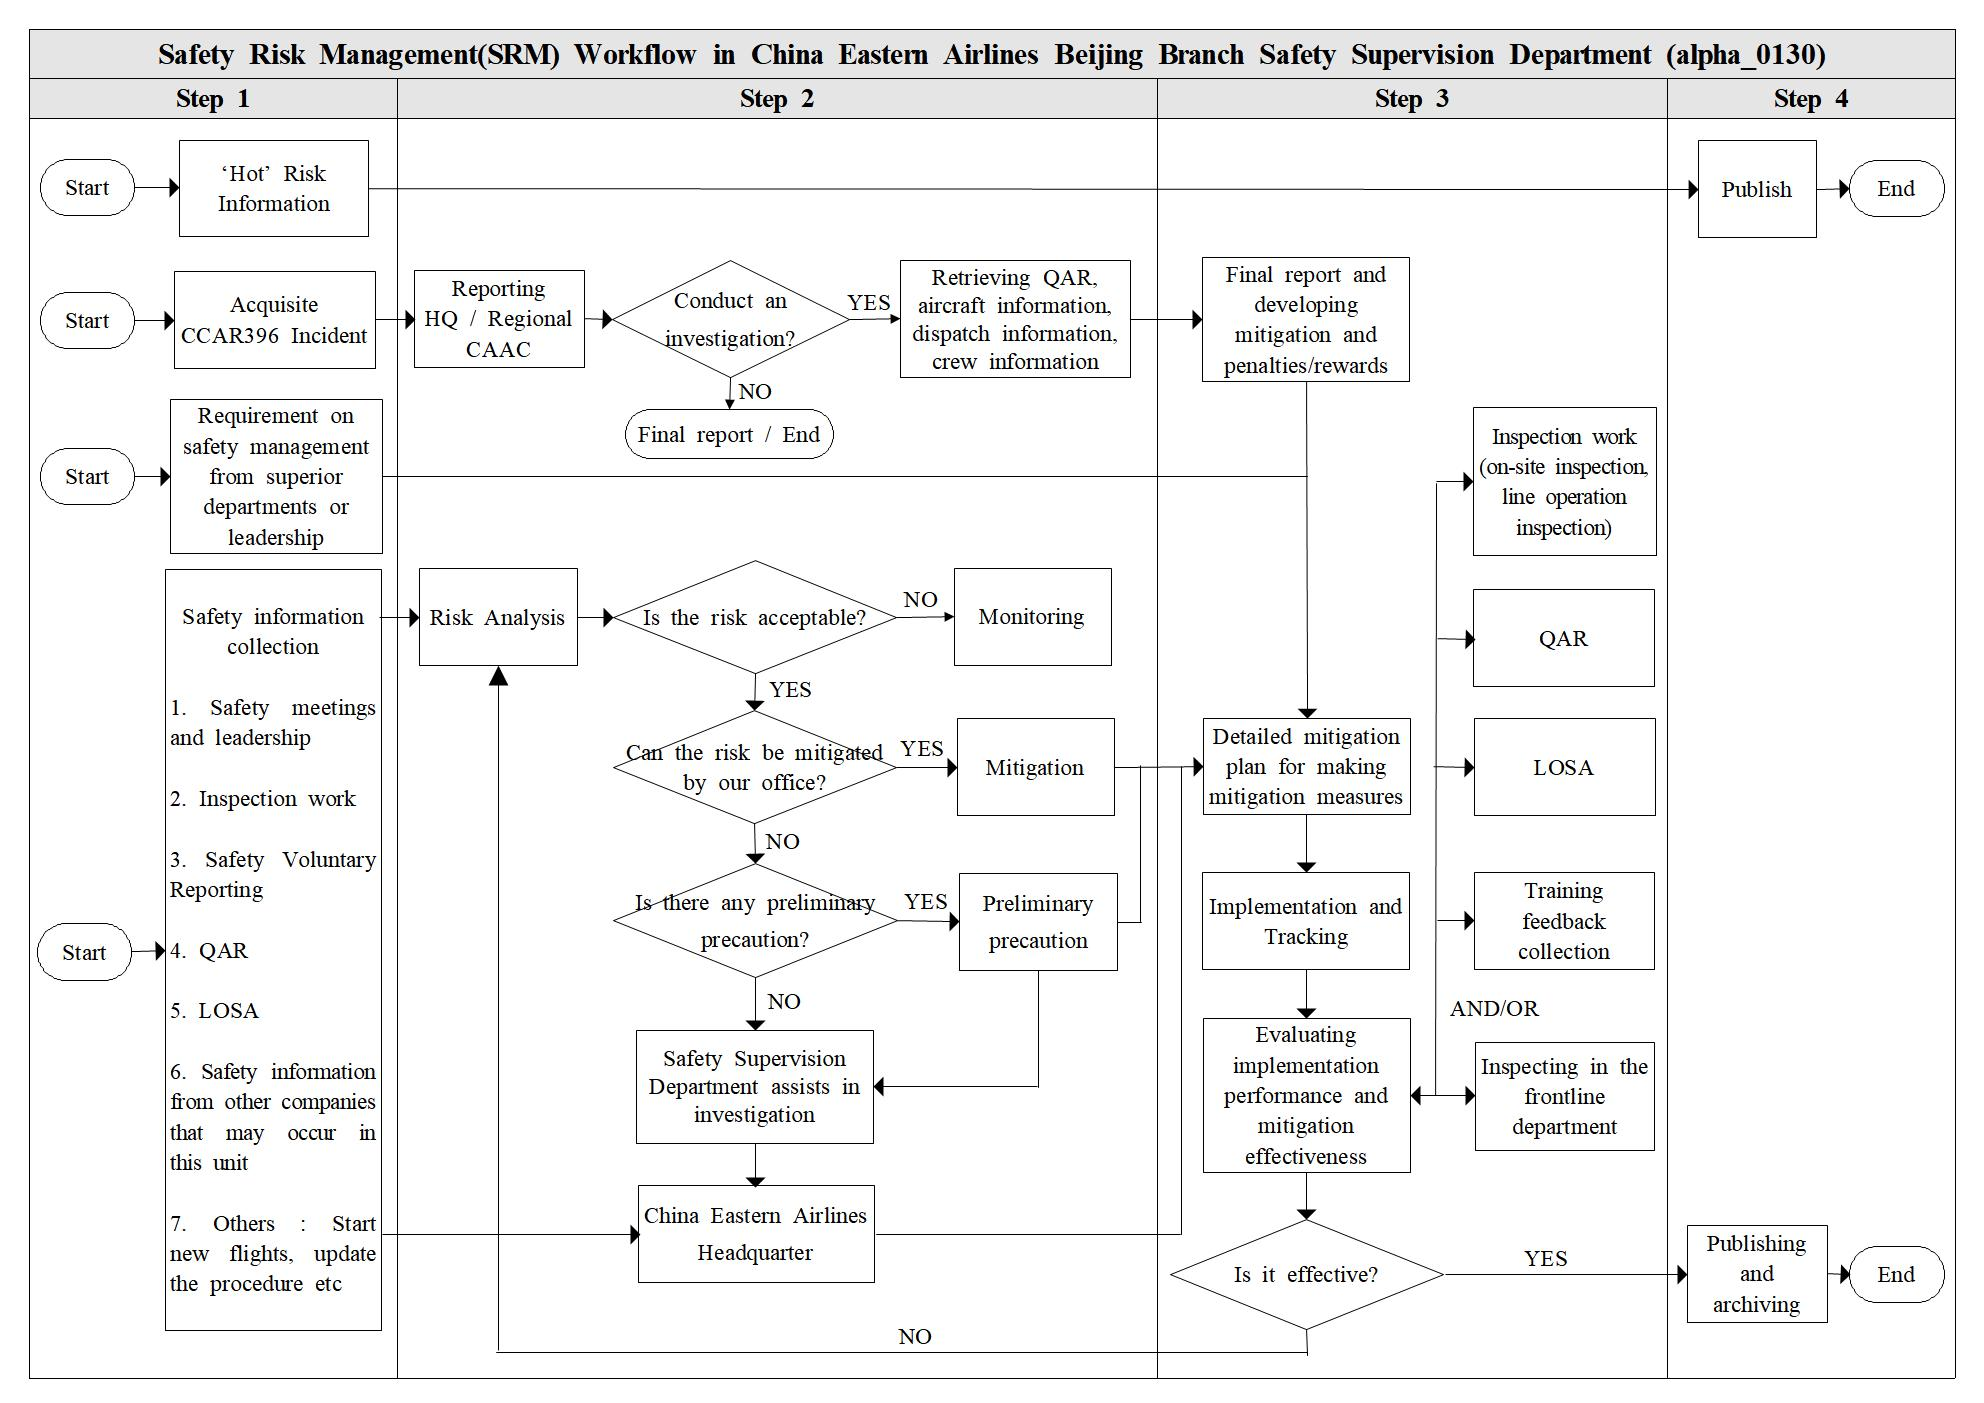 Safety Risk Management(SRM) Workflow in China Eastern Airlines Beijing Branch Safety Supervision Department (alpha_0130)
Step 1
Step 2
Step 3
Step 4
Start
‘Hot’ Risk
Information
Publish
End
Start
Acquisite
CCAR396 Incident
Reporting
HQ / Regional
CAAC
Conduct an
investigation?
YES
NO
Final report / End
Retrieving QAR,
aircraft information,
dispatch information,
crew information
Final report and
developing
mitigation and
penalties/rewards
Start
Requirement on
safety management
from superior
departments or
leadership
Start
Safety information
collection
1. Safety meetings
and leadership
2. Inspection work
3. Safety Voluntary
Reporting
4. QAR
5. LOSA
6. Safety information
from other companies
that may occur in
this unit
7. Others : Start
new flights, update
the procedure etc
Risk Analysis
Is the risk acceptable?
NO
Monitoring
YES
Can the risk be mitigated
by our office?
YES
Mitigation
NO
Is there any preliminary
precaution?
YES
Preliminary
precaution
NO
Safety Supervision
Department assists in
investigation
China Eastern Airlines
Headquarter
Detailed mitigation
plan for making
mitigation measures
Implementation and
Tracking
Evaluating
implementation
performance and
mitigation
effectiveness
Is it effective?
NO
YES
Inspection work
(on-site inspection,
line operation
inspection)
QAR
LOSA
Training
feedback
collection
AND/OR
Inspecting in the
frontline
department
Publishing
and
archiving
End